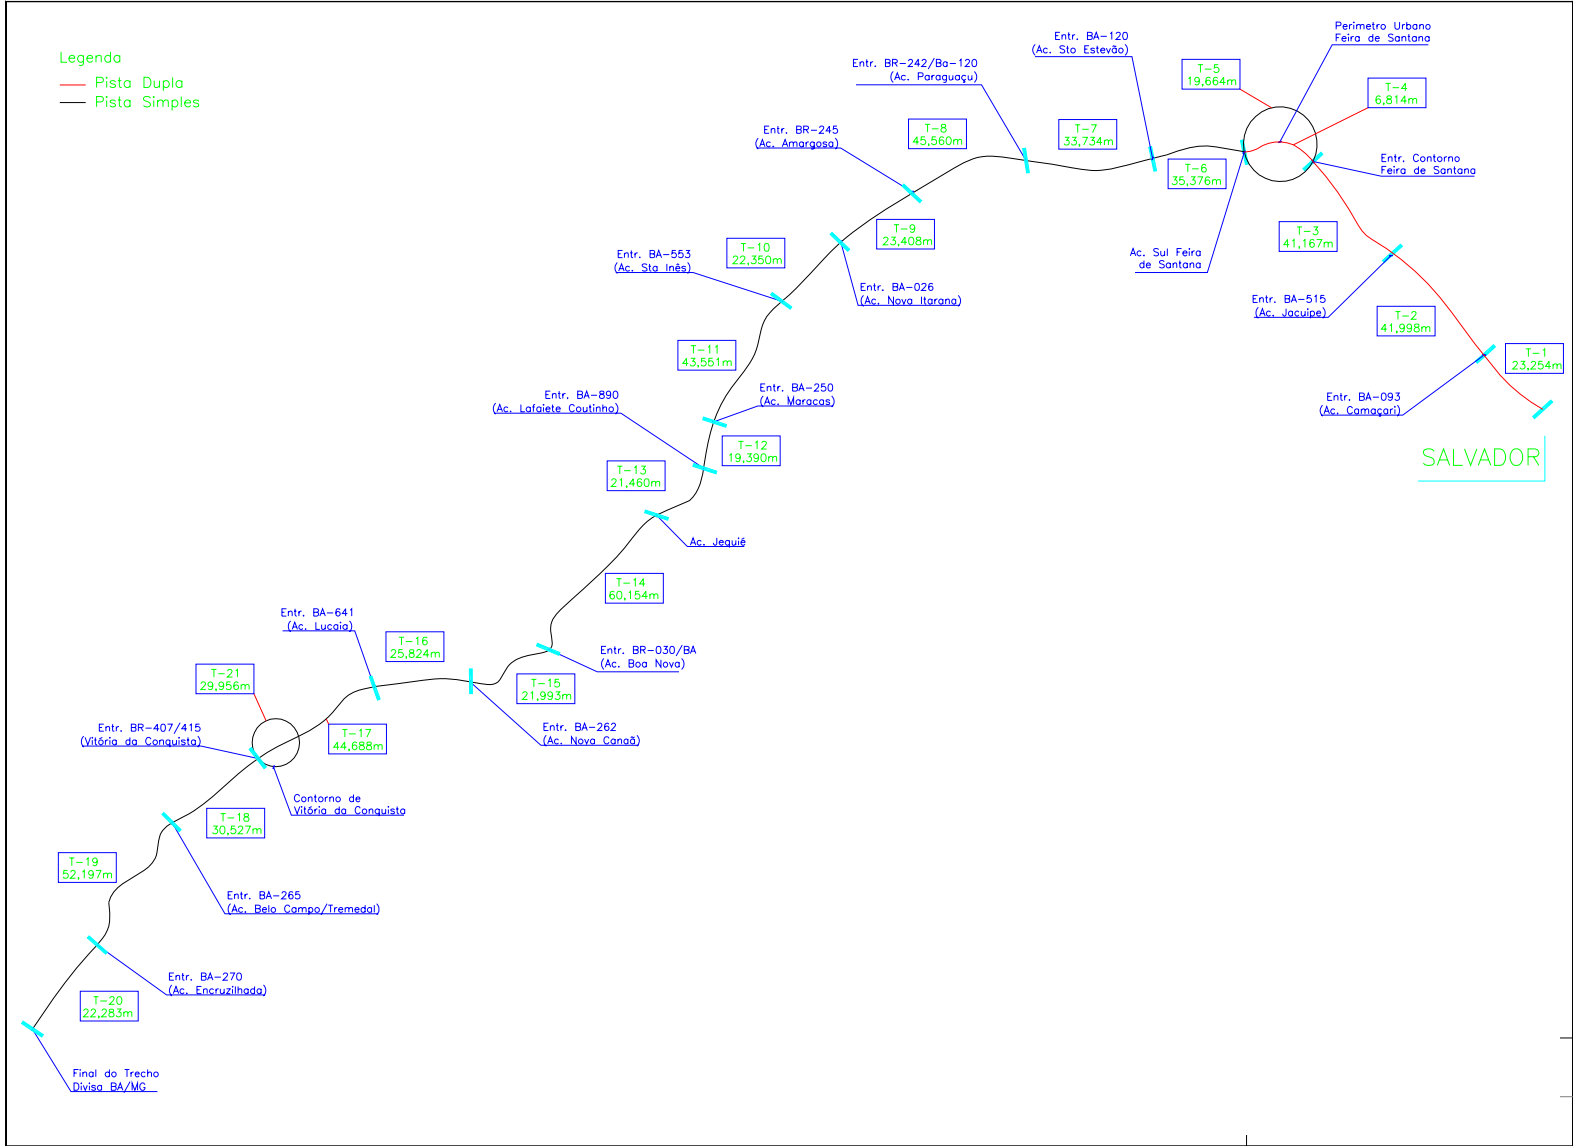 Legenda
Pista Dupla
Pista Simples
Perimetro Urbano
Feira de Santana
Entr. BA-120
(Ac. Sto Estevão)
Entr. BR-242/Ba-120
(Ac. Paraguaçu)
T-5
19,664m
T-4
6,814m
Entr. BR-245
(Ac. Amargosa)
T-8
45,560m
T-7
33,734m
T-6
35,376m
Entr. Contorno
Feira de Santana
T-9
23,408m
T-3
41,167m
T-10
22,350m
Entr. BA-553
(Ac. Sta Inês)
Ac. Sul Feira
de Santana
Entr. BA-026
(Ac. Nova Itarana)
Entr. BA-515
(Ac. Jacuipe)
T-2
41,998m
T-11
43,561m
T-1
23,254m
Entr. BA-890
(Ac. Lafaiete Coutinho)
Entr. BA-250
(Ac. Maracas)
Entr. BA-093
(Ac. Camaçari)
T-12
19,390m
SALVADOR
T-13
21,460m
Ac. Jequié
T-14
60,154m
Entr. BA-641
(Ac. Lucaia)
T-16
25,824m
Entr. BR-030/BA
(Ac. Boa Nova)
T-21
29,956m
T-15
21,993m
Entr. BR-407/415
(Vitória da Conquista)
T-17
44,688m
Entr. BA-262
(Ac. Nova Canaã)
Contorno de
Vitória da Conquista
T-18
30,527m
T-19
52,197m
Entr. BA-265
(Ac. Belo Campo/Tremedal)
Entr. BA-270
(Ac. Encruzilhada)
T-20
22,283m
Final do Trecho
Divisa BA/MG